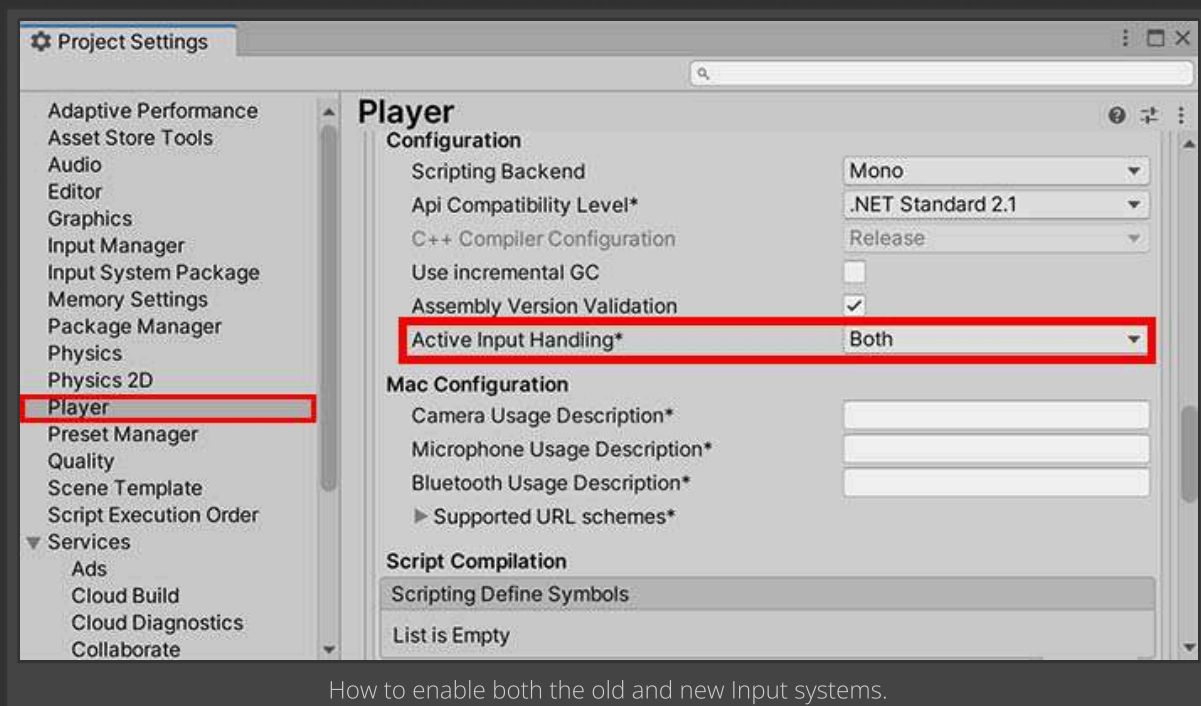 Project Settings
Adaptive Performance
Asset Store Tools
Audio
Editor
Graphics
Input Manager
Input System Package
Memory Settings
Package Manager
Physics
Physics 2D
Player
Preset Manager
Quality
Scene Template
Script Execution Order
Services
Ads
Cloud Build
Cloud Diagnostics
Collaborate
Player
Configuration
Scripting Backend Mono
Api Compatibility Level* .NET Standard 2.1
C++ Compiler Configuration Release
Use incremental GC
Assembly Version Validation
Active Input Handling* Both
Mac Configuration
Camera Usage Description*
Microphone Usage Description*
Bluetooth Usage Description*
Supported URL schemes*
Script Compilation
Scripting Define Symbols
List is Empty
How to enable both the old and new Input systems.